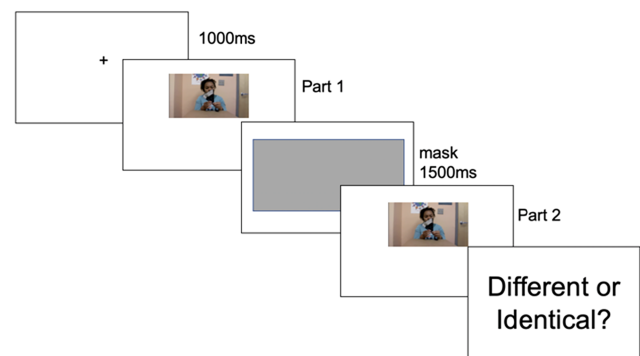 1000ms
+
Part 1
mask
1500ms
Part 2
Different or
Identical?